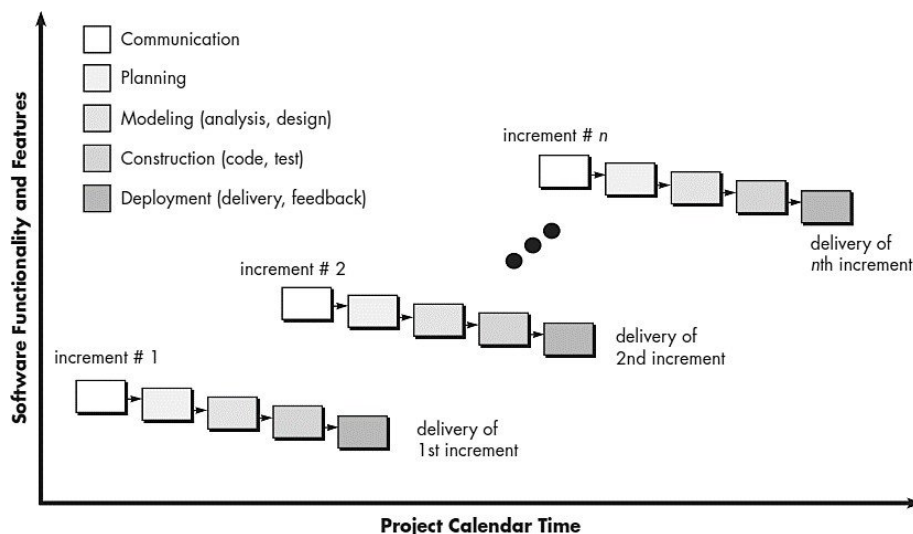 Software Functionality and Features
Communication
Planning
Modeling (analysis, design)
Construction (code, test)
Deployment (delivery, feedback)
increment # n
delivery of
nth increment
increment # 2
delivery of
2nd increment
increment # 1
delivery of
1st increment
Project Calendar Time